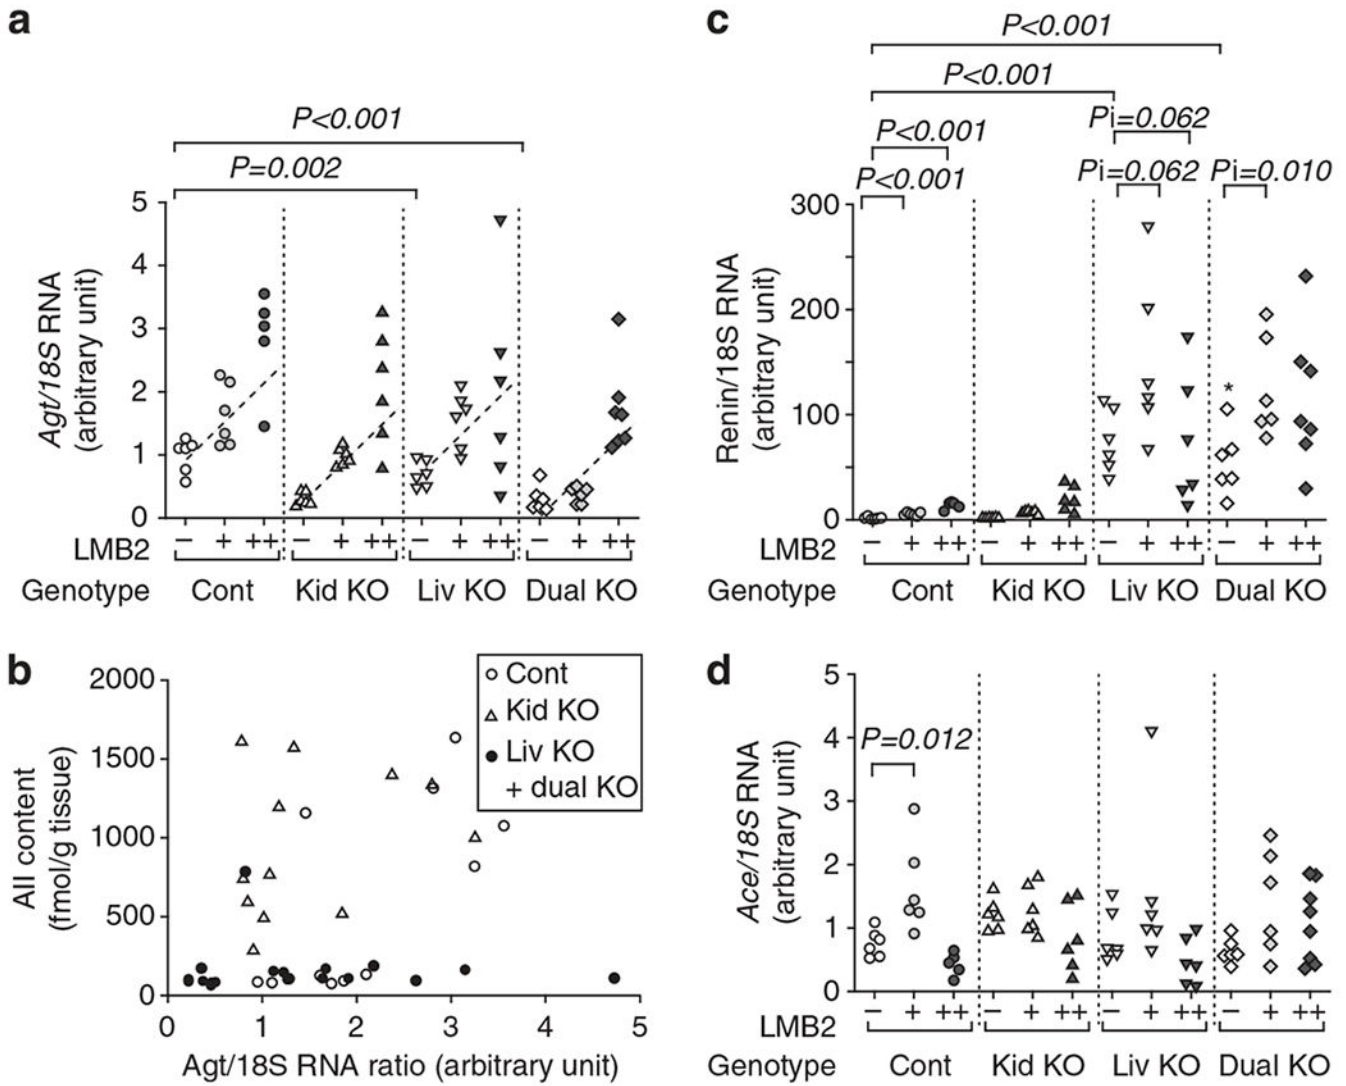 a
P<0.001
P=0.002
5
4
3
2
1
0
Agt/18S RNA
(arbitrary unit)
LMB2 − + ++ − + ++ − + ++ − + ++
Genotype Cont Kid KO Liv KO Dual KO
b
2000
1500
1000
500
0
AII content
(fmol/g tissue)
Cont
Kid KO
Liv KO
+ dual KO
0 1 2 3 4 5
Agt/18S RNA ratio (arbitrary unit)
c
P<0.001
P<0.001
P<0.001
Pi=0.062
P<0.001
Pi=0.062
Pi=0.010
300
200
100
0
*
Renin/18S RNA
(arbitrary unit)
LMB2 − + ++ − + ++ − + ++ − + ++
Genotype Cont Kid KO Liv KO Dual KO
d
5
4
3
2
1
0
P=0.012
Ace/18S RNA
(arbitrary unit)
LMB2 − + ++ − + ++ − + ++ − + ++
Genotype Cont Kid KO Liv KO Dual KO